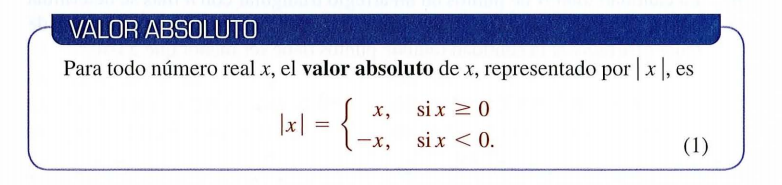 VALOR ABSOLUTO
Para todo número real x, el valor absoluto de x, representado por | x |, es
|x| = { x, si x ≥ 0
−x, si x < 0.
(1)